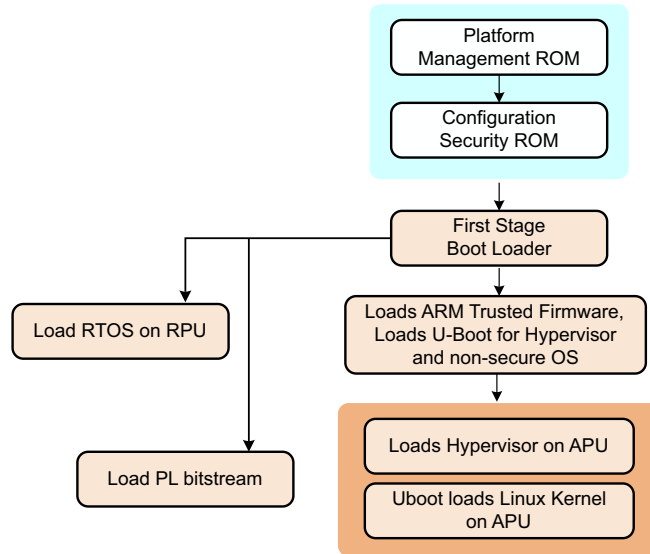 Platform
Management ROM
Configuration
Security ROM
First Stage
Boot Loader
Load RTOS on RPU
Loads ARM Trusted Firmware,
Loads U-Boot for Hypervisor
and non-secure OS
Load PL bitstream
Loads Hypervisor on APU
Uboot loads Linux Kernel
on APU